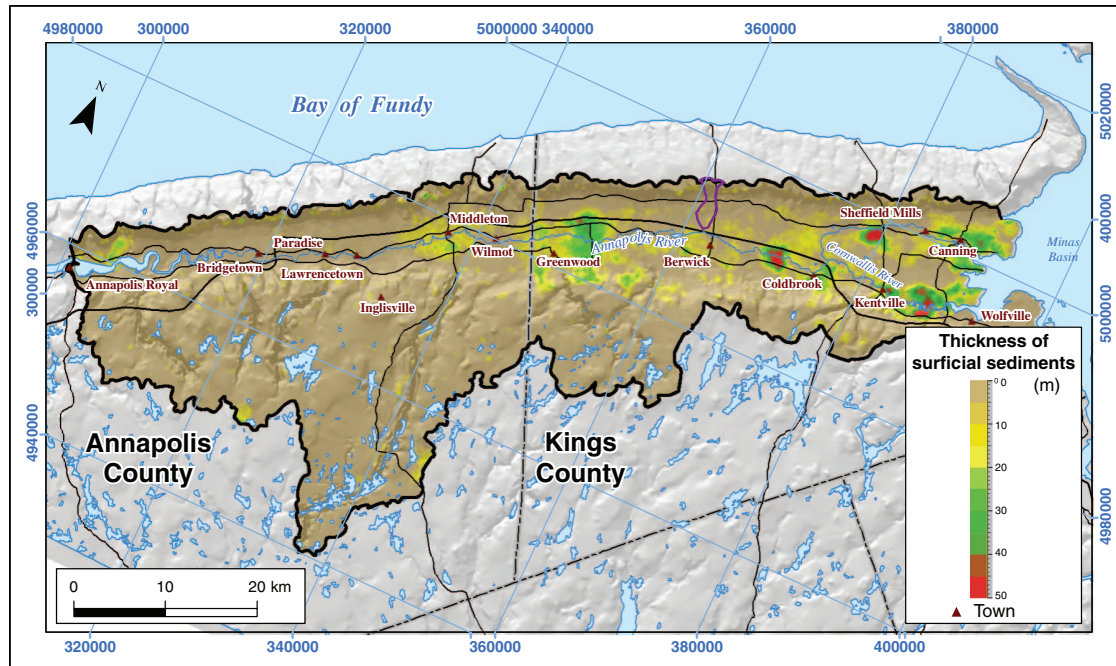 4980000 300000 320000 5000000 340000 360000 380000
N
Bay of Fundy
5020000
4960000
Middleton
Sheffield Mills
400000
Paradise
Annapolis River
Bridgetown
Wilmot
Greenwood
Berwick
Canning
Minas
Basin
Lawrencetown
Cornwallis River
Annapolis Royal
Coldbrook
300000
Inglisville
Kentville
Wolfville
5000000
Thickness of
surficial sediments
(m)
0
10
20
30
40
50
Town
4940000
Annapolis
County
Kings
County
4980000
0 10 20 km
320000 340000 360000 380000 400000